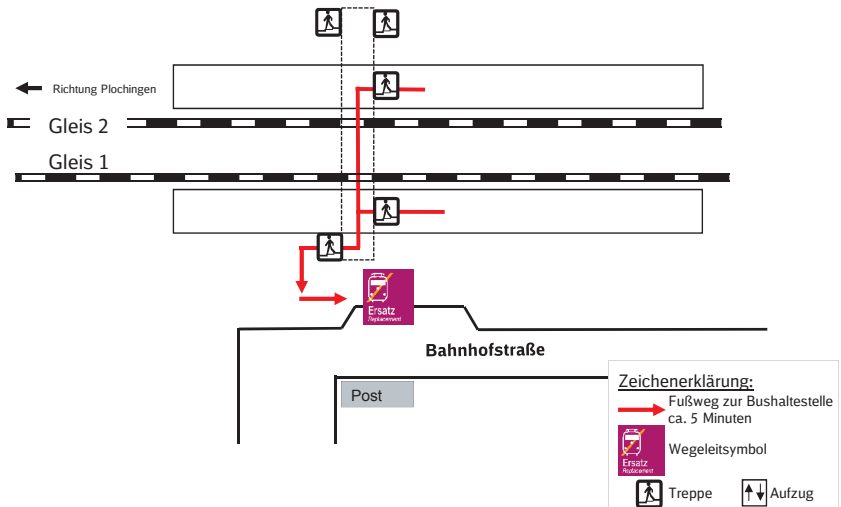 Richtung Plochingen
Gleis 2
Gleis 1
Ersatz
Replacement
Bahnhofstraße
Post
Zeichenerklärung:
Fußweg zur Bushaltestelle
ca. 5 Minuten
Ersatz
Replacement
Wegeleitsymbol
Treppe
Aufzug